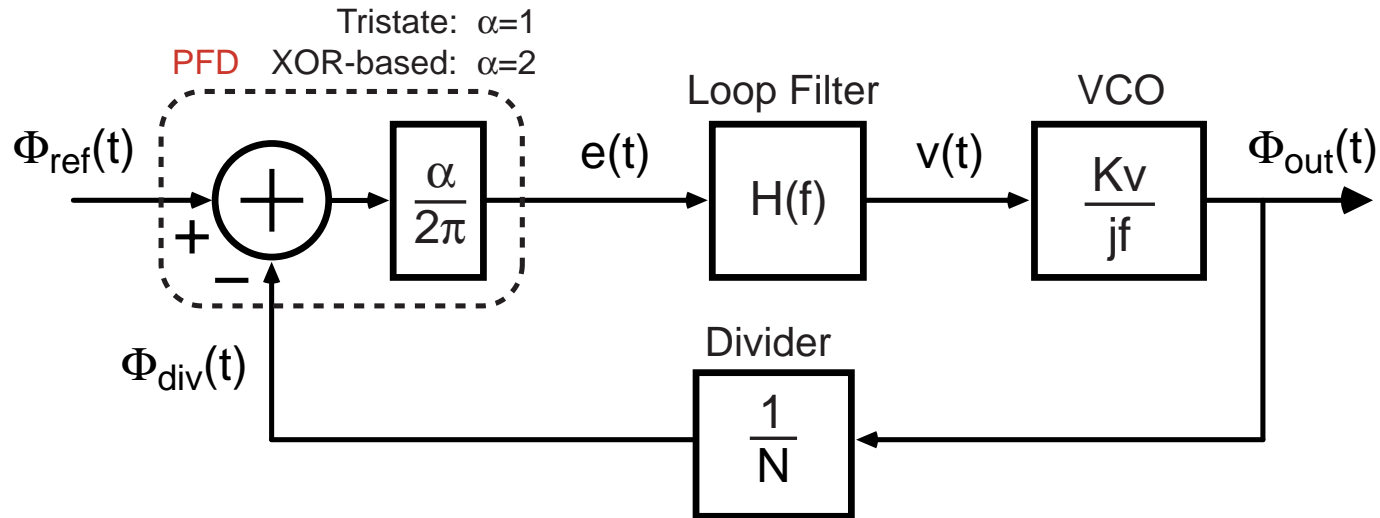 Tristate: α=1
PFD XOR-based: α=2
Loop Filter
VCO
Φref(t)
+
α
2π
e(t)
H(f)
v(t)
Kv
jf
Φout(t)
+
−
Φdiv(t)
Divider
1
N